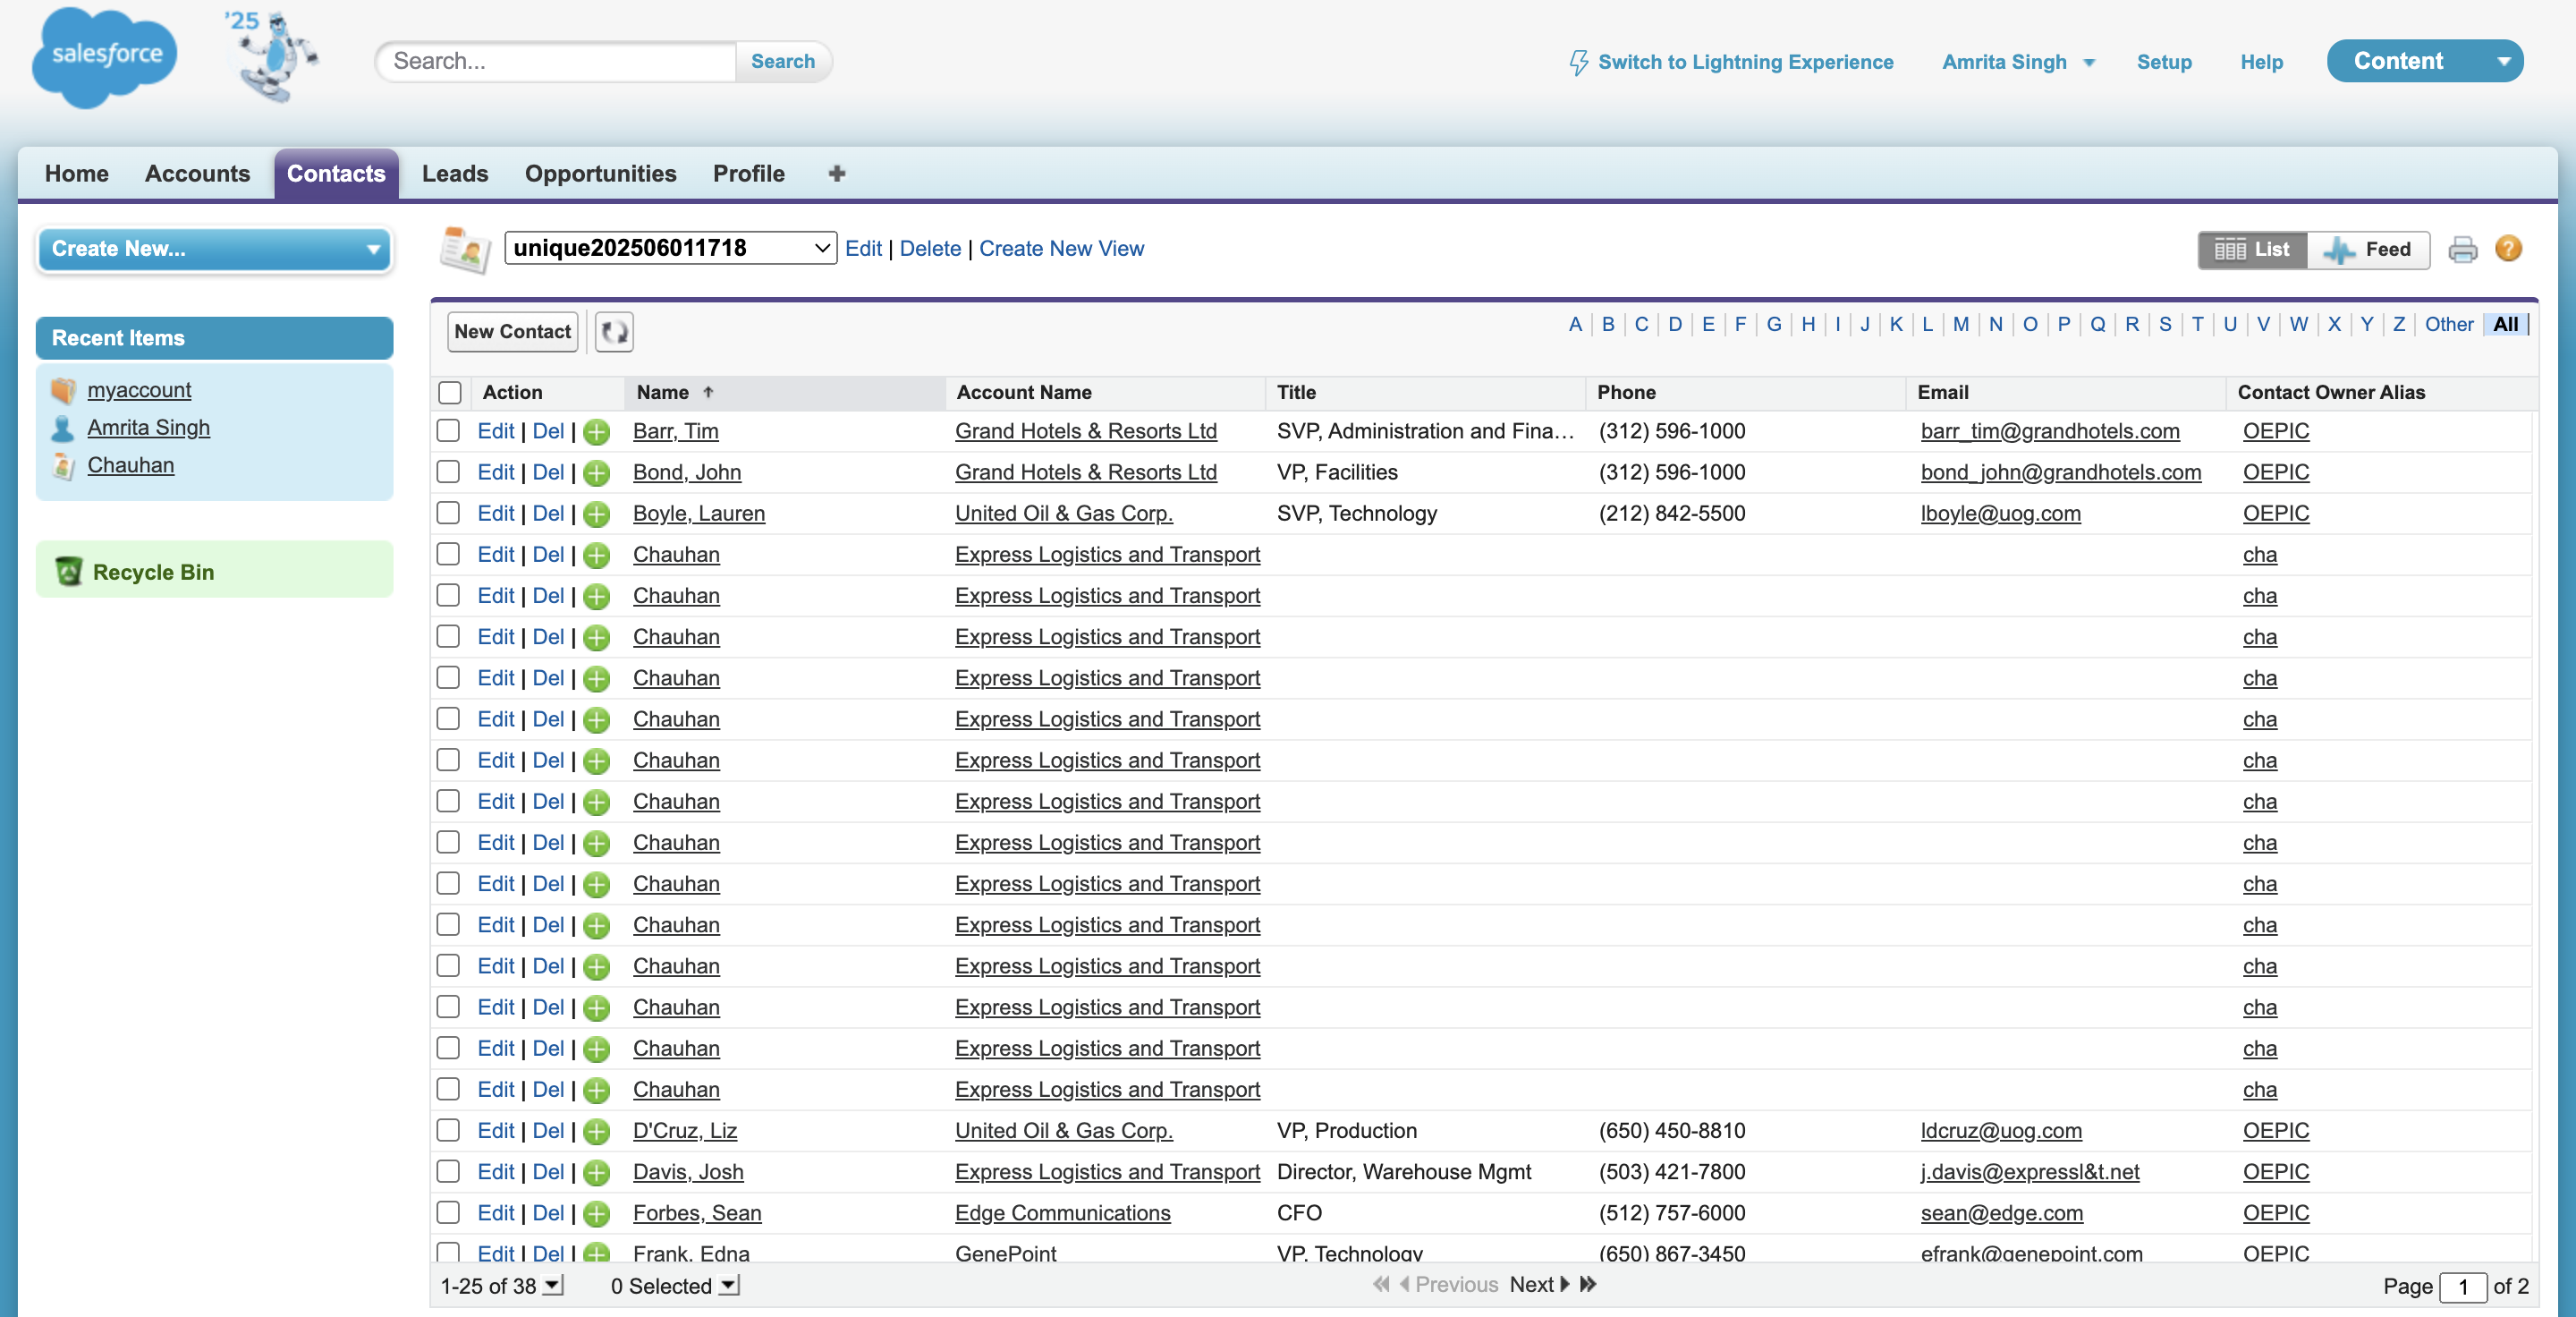 salesforce
'25
Search... Search
Switch to Lightning Experience Amrita Singh Setup Help Content
Home Accounts Contacts Leads Opportunities Profile
Create New...
unique202506011718 Edit | Delete | Create New View List Feed
Recent Items
myaccount
Amrita Singh
Chauhan
Recycle Bin
New Contact A | B | C | D | E | F | G | H | I | J | K | L | M | N | O | P | Q | R | S | T | U | V | W | X | Y | Z | Other | All
Action Name Account Name Title Phone Email Contact Owner Alias
Edit | Del | Barr, Tim Grand Hotels & Resorts Ltd SVP, Administration and Fina... (312) 596-1000 barr_tim@grandhotels.com OEPIC
Edit | Del | Bond, John Grand Hotels & Resorts Ltd VP, Facilities (312) 596-1000 bond_john@grandhotels.com OEPIC
Edit | Del | Boyle, Lauren United Oil & Gas Corp. SVP, Technology (212) 842-5500 lboyle@uog.com OEPIC
Edit | Del | Chauhan Express Logistics and Transport cha
Edit | Del | Chauhan Express Logistics and Transport cha
Edit | Del | Chauhan Express Logistics and Transport cha
Edit | Del | Chauhan Express Logistics and Transport cha
Edit | Del | Chauhan Express Logistics and Transport cha
Edit | Del | Chauhan Express Logistics and Transport cha
Edit | Del | Chauhan Express Logistics and Transport cha
Edit | Del | Chauhan Express Logistics and Transport cha
Edit | Del | Chauhan Express Logistics and Transport cha
Edit | Del | Chauhan Express Logistics and Transport cha
Edit | Del | Chauhan Express Logistics and Transport cha
Edit | Del | Chauhan Express Logistics and Transport cha
Edit | Del | Chauhan Express Logistics and Transport cha
Edit | Del | Chauhan Express Logistics and Transport cha
Edit | Del | D'Cruz, Liz United Oil & Gas Corp. VP, Production (650) 450-8810 ldcruz@uog.com OEPIC
Edit | Del | Davis, Josh Express Logistics and Transport Director, Warehouse Mgmt (503) 421-7800 j.davis@expressl&t.net OEPIC
Edit | Del | Forbes, Sean Edge Communications CFO (512) 757-6000 sean@edge.com OEPIC
Edit | Del | Frank, Edna GenePoint VP, Technology (650) 867-3450 efrank@genepoint.com OEPIC
1-25 of 38 0 Selected Previous Next Page 1 of 2